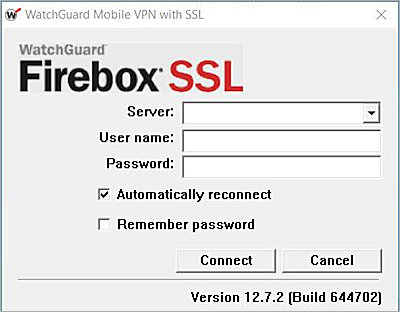 WatchGuard Mobile VPN with SSL
WatchGuard
Firebox SSL
Server:
User name:
Password:
Automatically reconnect
Remember password
Connect Cancel
Version 12.7.2 (Build 644702)